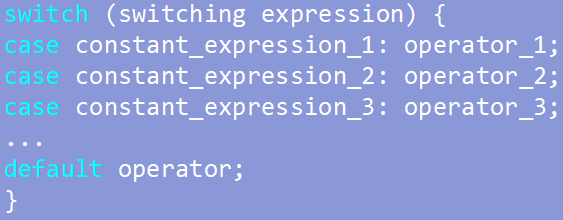 switch (switching expression) {
case constant_expression_1: operator_1;
case constant_expression_2: operator_2;
case constant_expression_3: operator_3;
...
default operator;
}